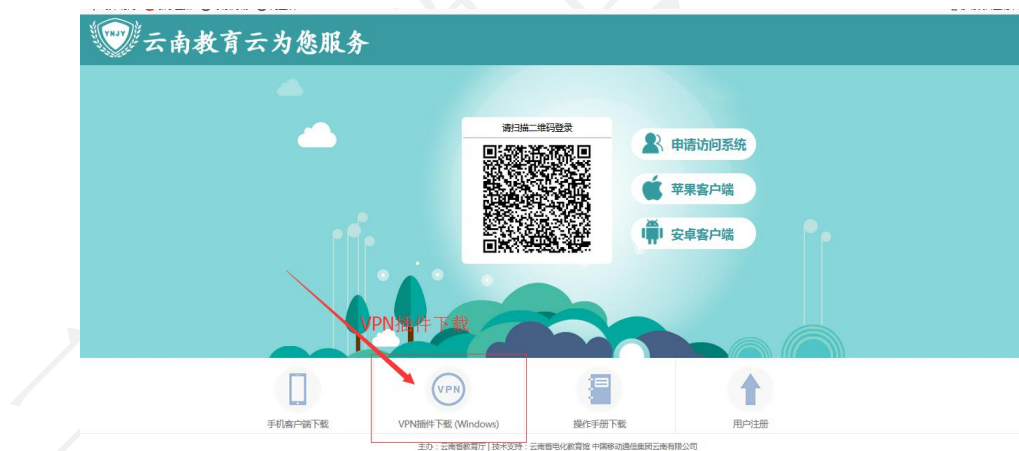 YNJY
云南教育云为您服务
请扫描二维码登录
申请访问系统
苹果客户端
安卓客户端
VPN插件下载
VPN
手机客户端下载
VPN插件下载 (Windows)
操作手册下载
用户注册
主办：云南省教育厅 | 技术支持：云南省电化教育馆 中国移动通信集团云南有限公司